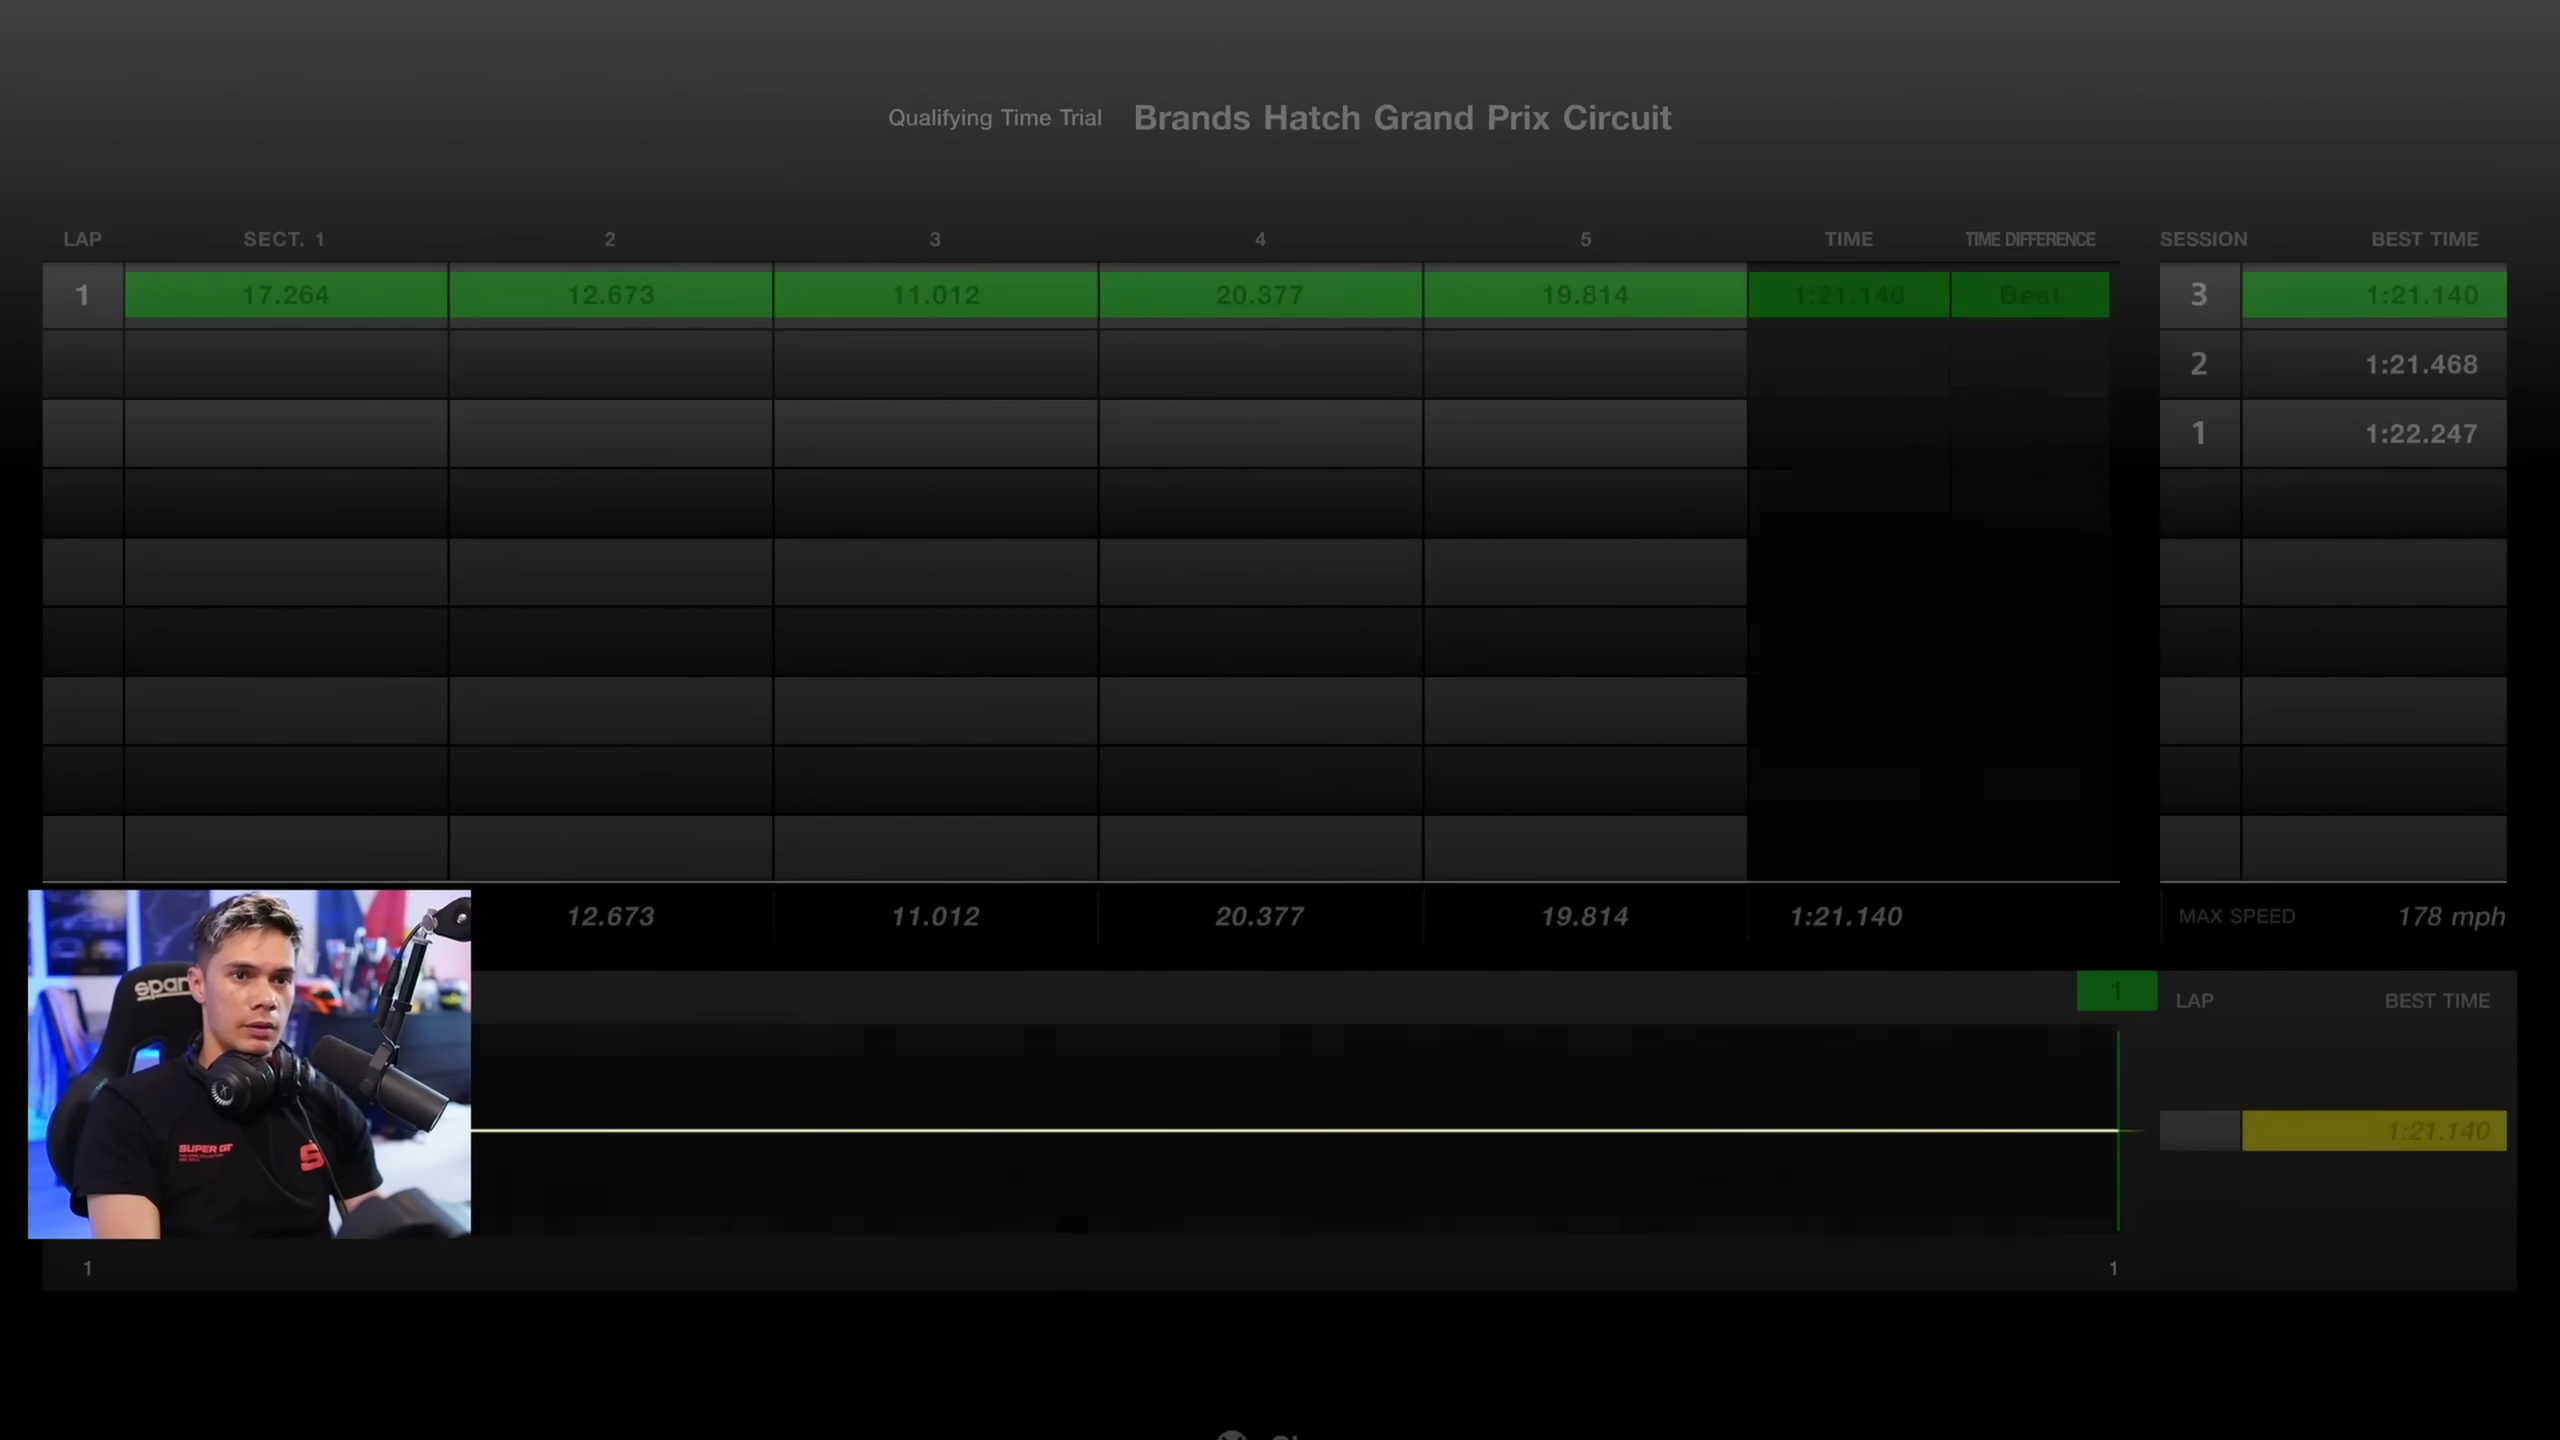 Qualifying Time Trial Brands Hatch Grand Prix Circuit
LAP SECT. 1 2 3 4 5 TIME TIME DIFFERENCE SESSION BEST TIME
1 17.264 12.673 11.012 20.377 19.814 1:21.140 Best 3 1:21.140
2 1:21.468
1 1:22.247
12.673 11.012 20.377 19.814 1:21.140 MAX SPEED 178 mph
1 LAP BEST TIME
1:21.140
spar
SUPER GT
S
1 1